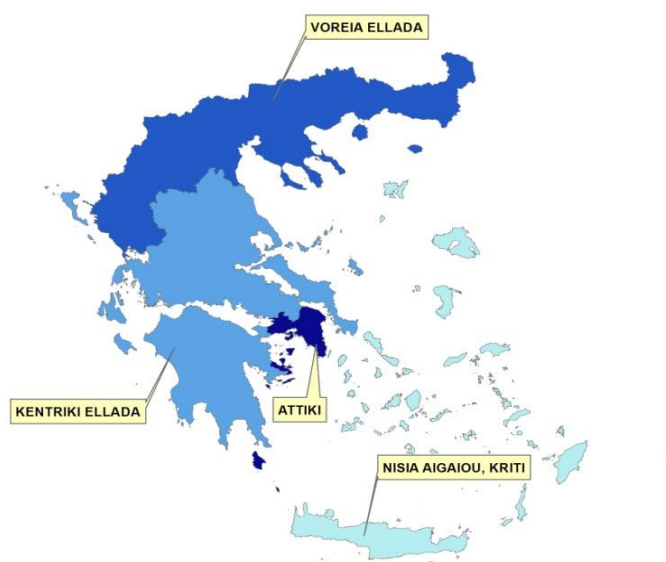 VOREIA ELLADA
KENTRIKI ELLADA
ATTIKI
NISIA AIGAIOU, KRITI